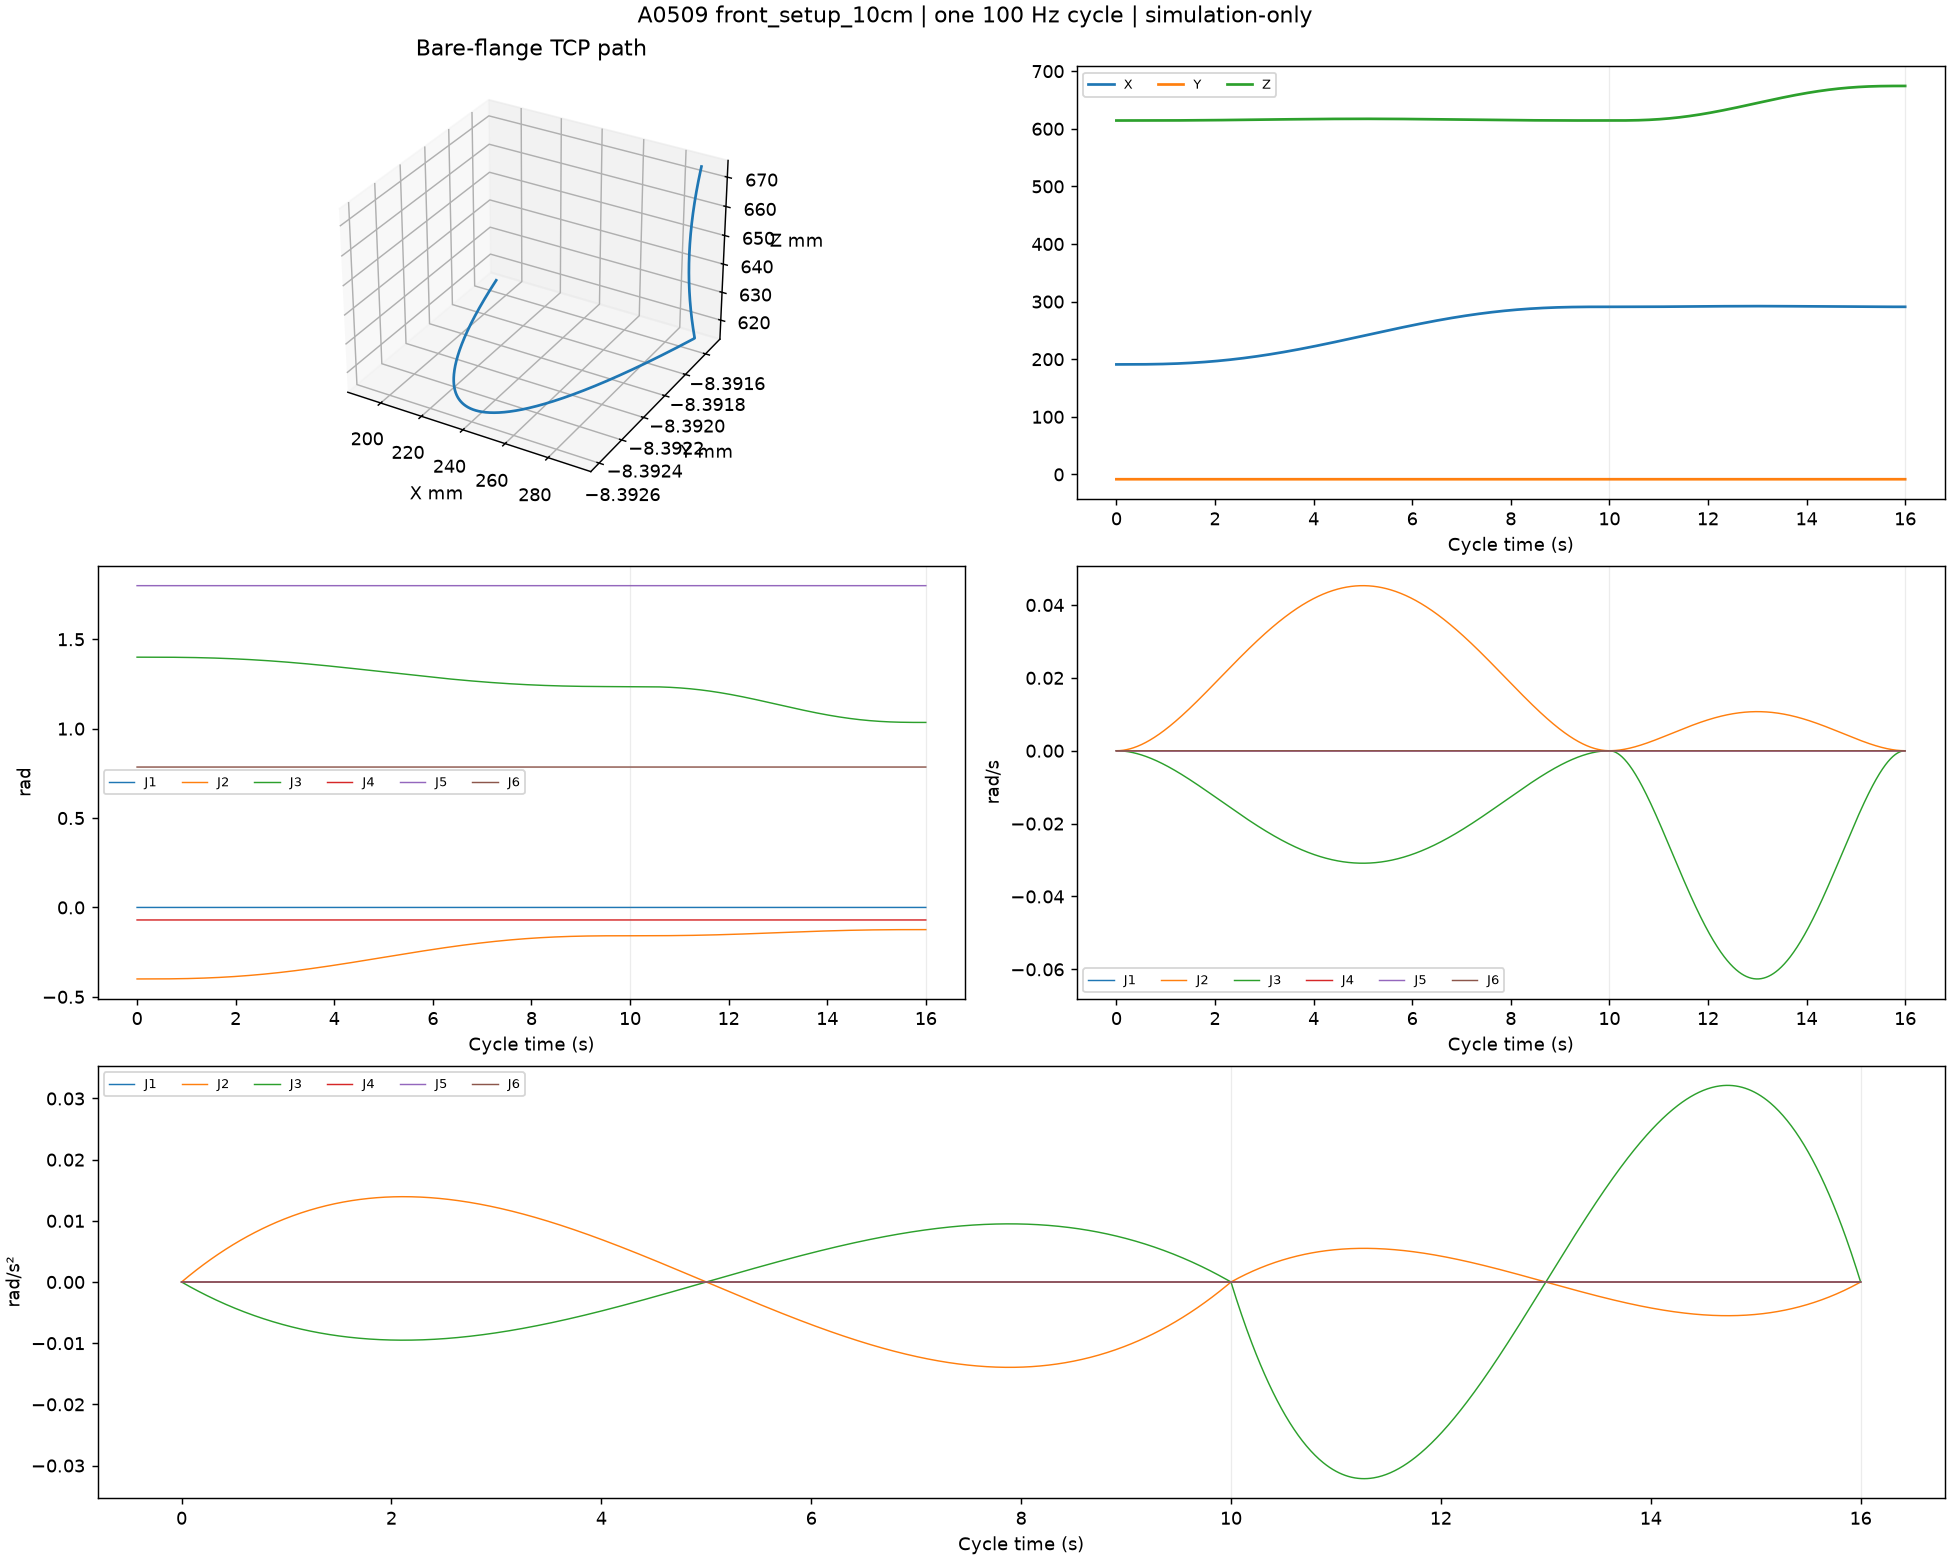 A0509 front_setup_10cm | one 100 Hz cycle | simulation-only
Bare-flange TCP path
670
660
650
640
630
620
Z mm
200
220
240
260
280
X mm
−8.3916
−8.3918
−8.3920
−8.3922
−8.3924
−8.3926
Y mm
X Y Z
700
600
500
400
300
200
100
0
0 2 4 6 8 10 12 14 16
Cycle time (s)
rad
1.5
1.0
0.5
0.0
−0.5
J1 J2 J3 J4 J5 J6
0 2 4 6 8 10 12 14 16
Cycle time (s)
rad/s
0.04
0.02
0.00
−0.02
−0.04
−0.06
J1 J2 J3 J4 J5 J6
0 2 4 6 8 10 12 14 16
Cycle time (s)
rad/s²
J1 J2 J3 J4 J5 J6
0.03
0.02
0.01
0.00
−0.01
−0.02
−0.03
0 2 4 6 8 10 12 14 16
Cycle time (s)